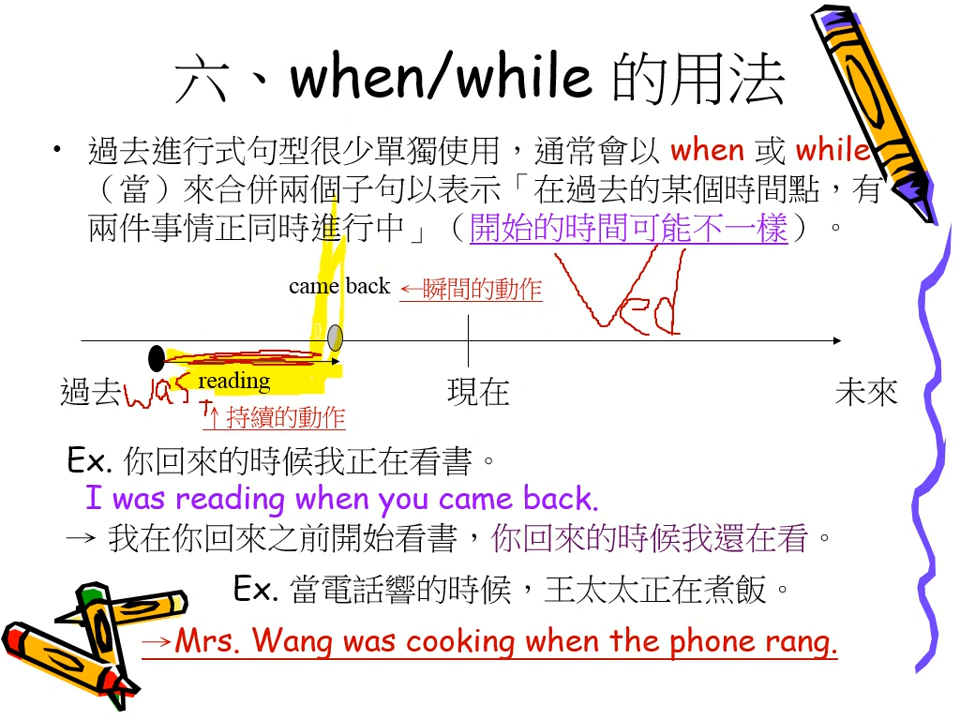 六、when/while 的用法
• 過去進行式句型很少單獨使用，通常會以 when 或 while
（當）來合併兩個子句以表示「在過去的某個時間點，有
兩件事情正同時進行中」（開始的時間可能不一樣）。
came back ←瞬間的動作
Ved
過去 was reading 現在 未來
↑持續的動作
Ex. 你回來的時候我正在看書。
I was reading when you came back.
→ 我在你回來之前開始看書，你回來的時候我還在看。
Ex. 當電話響的時候，王太太正在煮飯。
→Mrs. Wang was cooking when the phone rang.